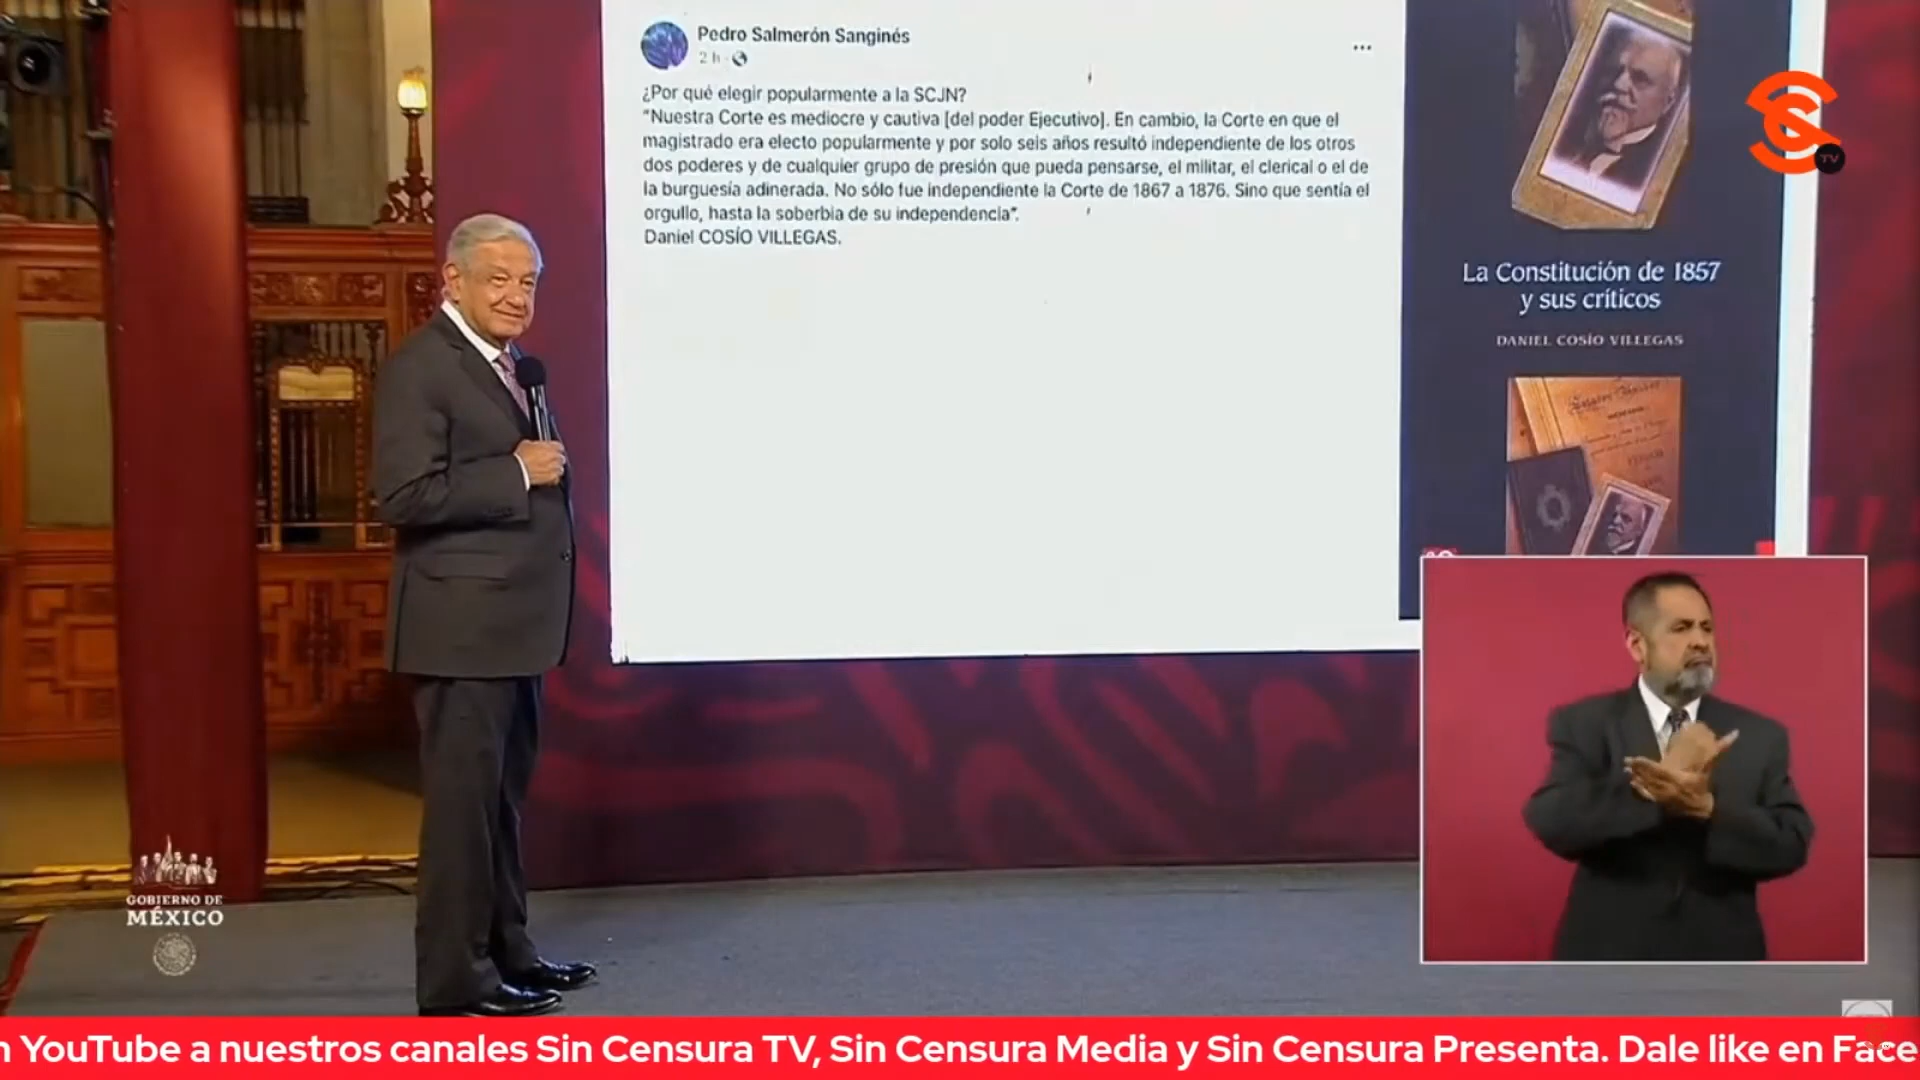 Pedro Salmerón Sanginés
2 h
¿Por qué elegir popularmente a la SCJN?
"Nuestra Corte es mediocre y cautiva [del poder Ejecutivo]. En cambio, la Corte en que el
magistrado era electo popularmente y por solo seis años resultó independiente de los otros
dos poderes y de cualquier grupo de presión que pueda pensarse, el militar, el clerical o el de
la burguesía adinerada. No sólo fue independiente la Corte de 1867 a 1876. Sino que sentía el
orgullo, hasta la soberbia de su independencia".
Daniel COSÍO VILLEGAS.
TV
La Constitución de 1857
y sus críticos
DANIEL COSÍO VILLEGAS
GOBIERNO DE
MÉXICO
n YouTube a nuestros canales Sin Censura TV, Sin Censura Media y Sin Censura Presenta. Dale like en Face